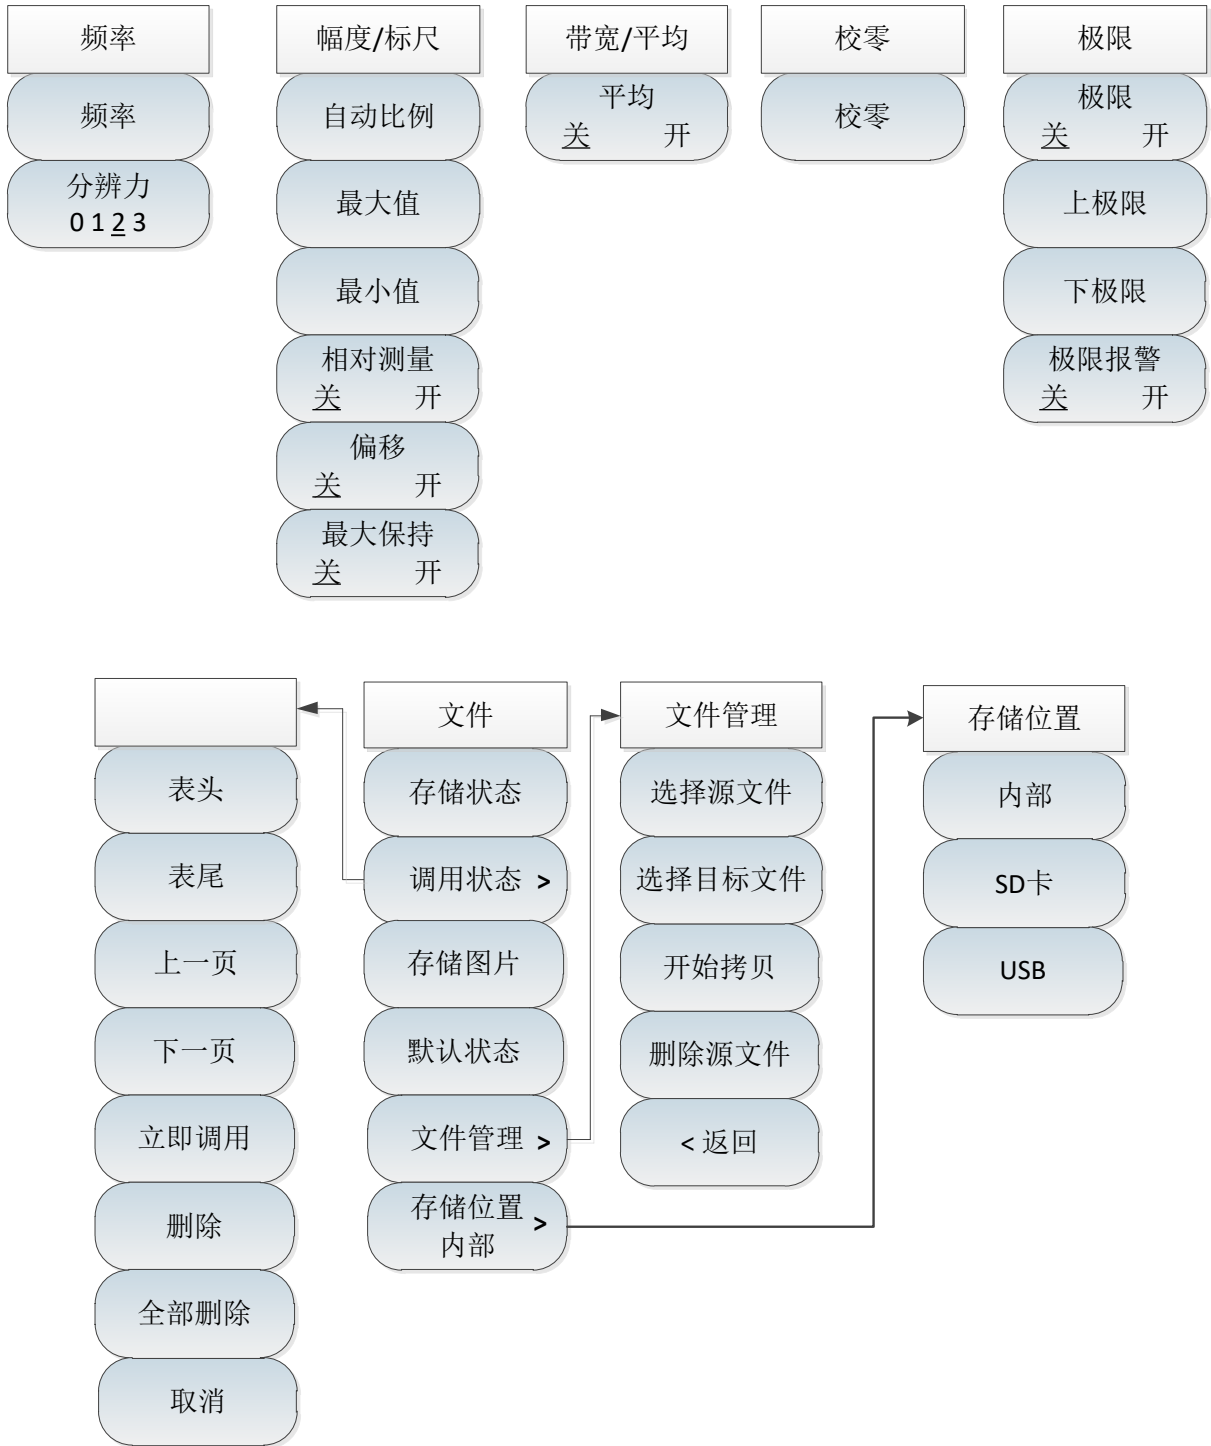 频率
频率
分辨力
0 1 2 3
幅度/标尺
自动比例
最大值
最小值
相对测量
关 开
偏移
关 开
最大保持
关 开
带宽/平均
平均
关 开
校零
校零
极限
极限
关 开
上极限
下极限
极限报警
关 开
表头
表尾
上一页
下一页
立即调用
删除
全部删除
取消
文件
存储状态
调用状态 >
存储图片
默认状态
文件管理 >
存储位置 >
内部
文件管理
选择源文件
选择目标文件
开始拷贝
删除源文件
< 返回
存储位置
内部
SD卡
USB